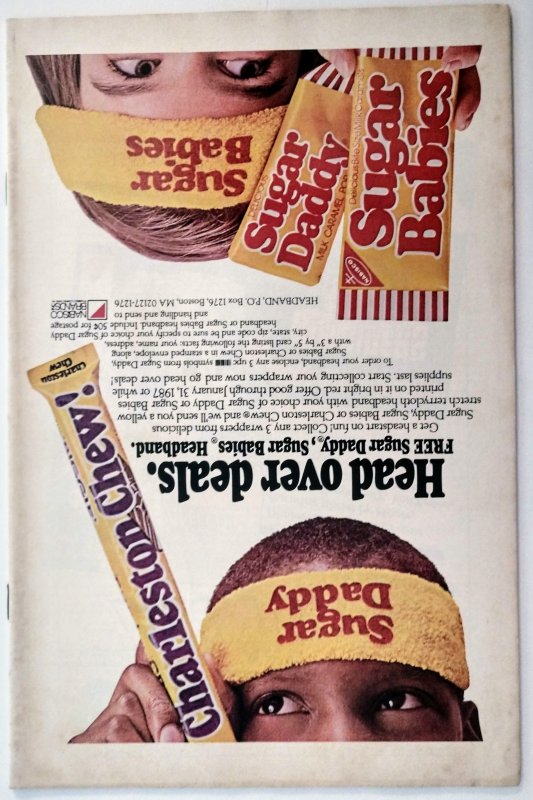 Sugar
Daddy
Charleston Chew!
Charleston
Chew
Head over deals.
FREE Sugar Daddy®, Sugar Babies® Headband.
Get a headstart on fun! Collect any 3 wrappers from delicious
Sugar Daddy, Sugar Babies or Charleston Chew® and we'll send you a yellow
stretch terrycloth headband with your choice of Sugar Daddy or Sugar Babies
printed on it in bright red. Offer good through January 31, 1987 or while
supplies last. Start collecting your wrappers now and go head over deals!
To order your headband, enclose any 3 upc symbols from Sugar Daddy,
Sugar Babies or Charleston Chew in a stamped envelope, along
with a 3" by 5" card listing the following facts: your name, address,
city, state, zip code and be sure to specify your choice of Sugar Daddy
headband or Sugar Babies headband. Include 50¢ for postage
and handling and send to
HEADBAND, P.O. Box 1276, Boston, MA 02127-1276
NABISCO
BRANDS
Sugar
Babies
Sugar
Daddy
MILK CARAMEL POP
Sugar
Babies
Delicious Bite Size Milk Caramels
NABISCO